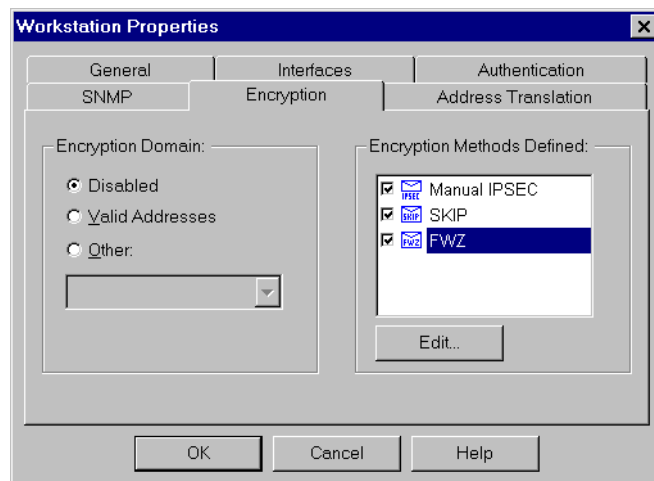 Workstation Properties
General Interfaces Authentication
SNMP Encryption Address Translation
Encryption Domain:
Disabled
Valid Addresses
Other:
Encryption Methods Defined:
IPSEC Manual IPSEC
SKIP SKIP
FWZ FWZ
Edit...
OK Cancel Help